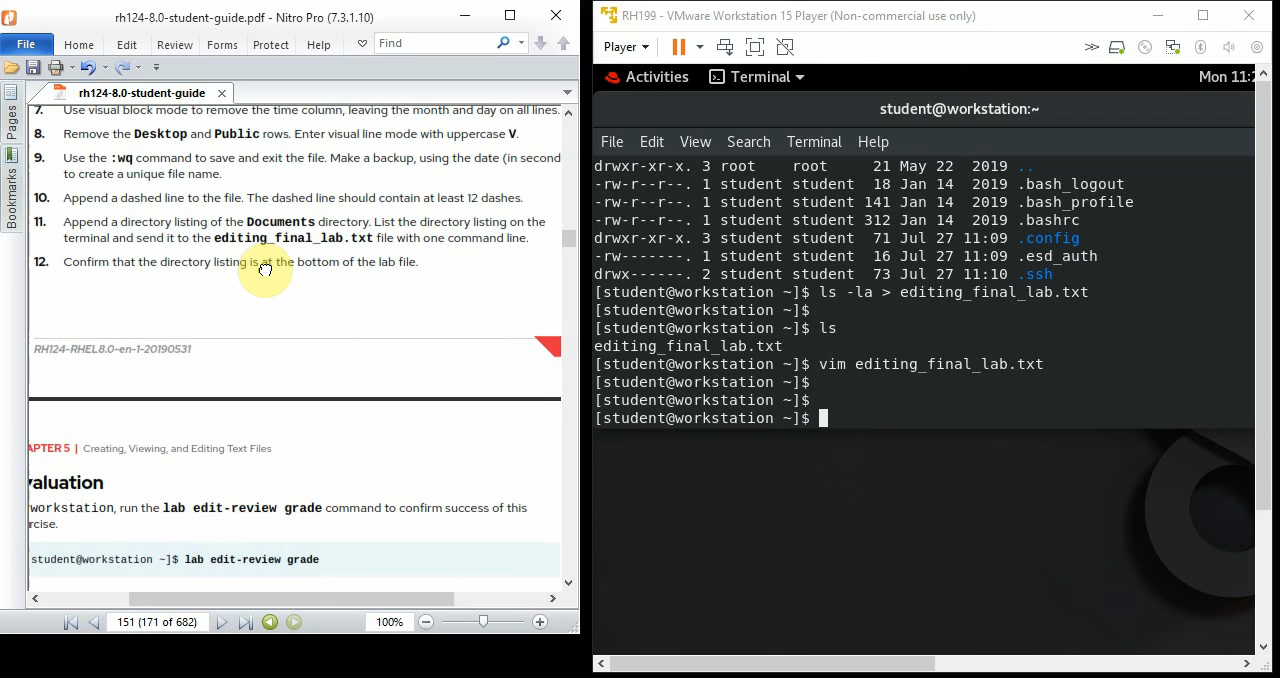 rh124-8.0-student-guide.pdf - Nitro Pro (7.3.1.10)
File Home Edit Review Forms Protect Help Find
rh124-8.0-student-guide
Pages
Bookmarks
7. Use visual block mode to remove the time column, leaving the month and day on all lines.
8. Remove the Desktop and Public rows. Enter visual line mode with uppercase V.
9. Use the :wq command to save and exit the file. Make a backup, using the date (in second
to create a unique file name.
10. Append a dashed line to the file. The dashed line should contain at least 12 dashes.
11. Append a directory listing of the Documents directory. List the directory listing on the
terminal and send it to the editing_final_lab.txt file with one command line.
12. Confirm that the directory listing is at the bottom of the lab file.
RH124-RHEL8.0-en-1-20190531
APTER 5 | Creating, Viewing, and Editing Text Files
valuation
workstation, run the lab edit-review grade command to confirm success of this
rcise.
student@workstation ~]$ lab edit-review grade
151 (171 of 682) 100%
RH199 - VMware Workstation 15 Player (Non-commercial use only)
Player
Activities Terminal Mon 11:2
student@workstation:~
File Edit View Search Terminal Help
drwxr-xr-x. 3 root root 21 May 22 2019 ..
-rw-r--r--. 1 student student 18 Jan 14 2019 .bash_logout
-rw-r--r--. 1 student student 141 Jan 14 2019 .bash_profile
-rw-r--r--. 1 student student 312 Jan 14 2019 .bashrc
drwxr-xr-x. 3 student student 71 Jul 27 11:09 .config
-rw-------. 1 student student 16 Jul 27 11:09 .esd_auth
drwx------. 2 student student 73 Jul 27 11:10 .ssh
[student@workstation ~]$ ls -la > editing_final_lab.txt
[student@workstation ~]$
[student@workstation ~]$ ls
editing_final_lab.txt
[student@workstation ~]$ vim editing_final_lab.txt
[student@workstation ~]$
[student@workstation ~]$
[student@workstation ~]$